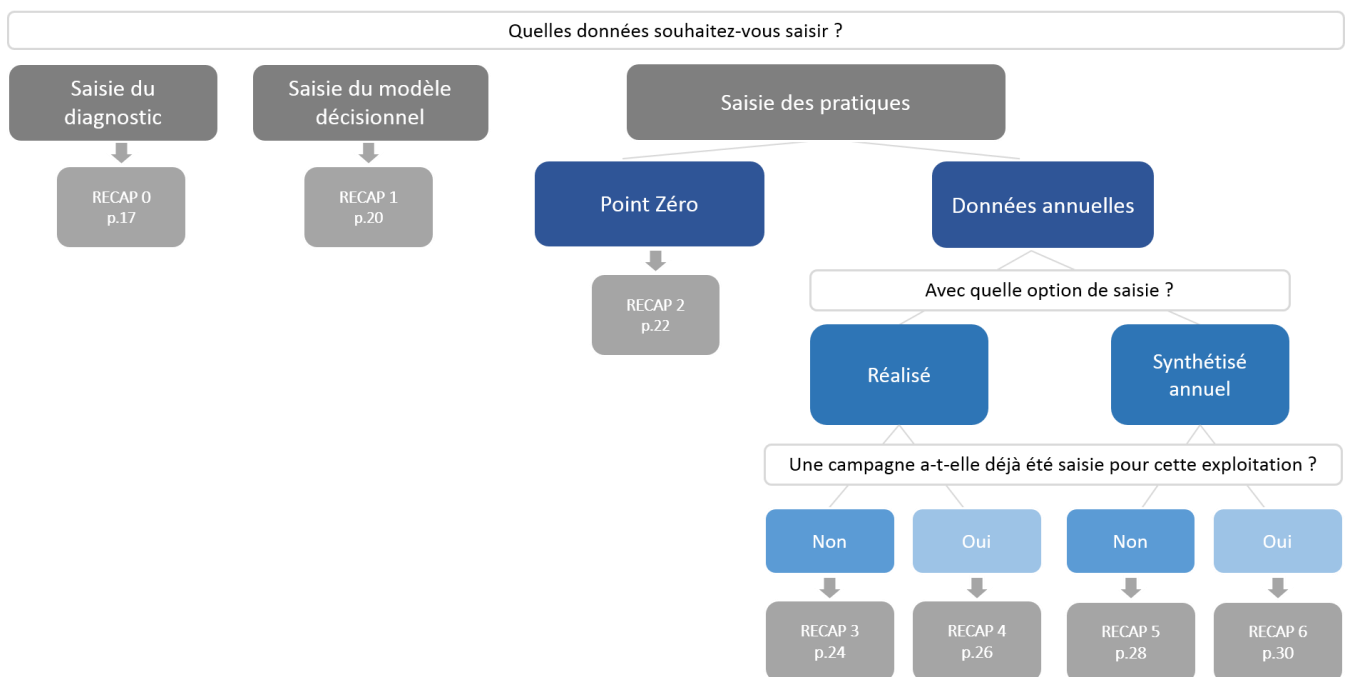 Quelles données souhaitez-vous saisir ?
Saisie du
diagnostic
Saisie du modèle
décisionnel
Saisie des pratiques
RECAP 0
p.17
RECAP 1
p.20
Point Zéro
Données annuelles
RECAP 2
p.22
Avec quelle option de saisie ?
Réalisé
Synthétisé
annuel
Une campagne a-t-elle déjà été saisie pour cette exploitation ?
Non
Oui
Non
Oui
RECAP 3
p.24
RECAP 4
p.26
RECAP 5
p.28
RECAP 6
p.30